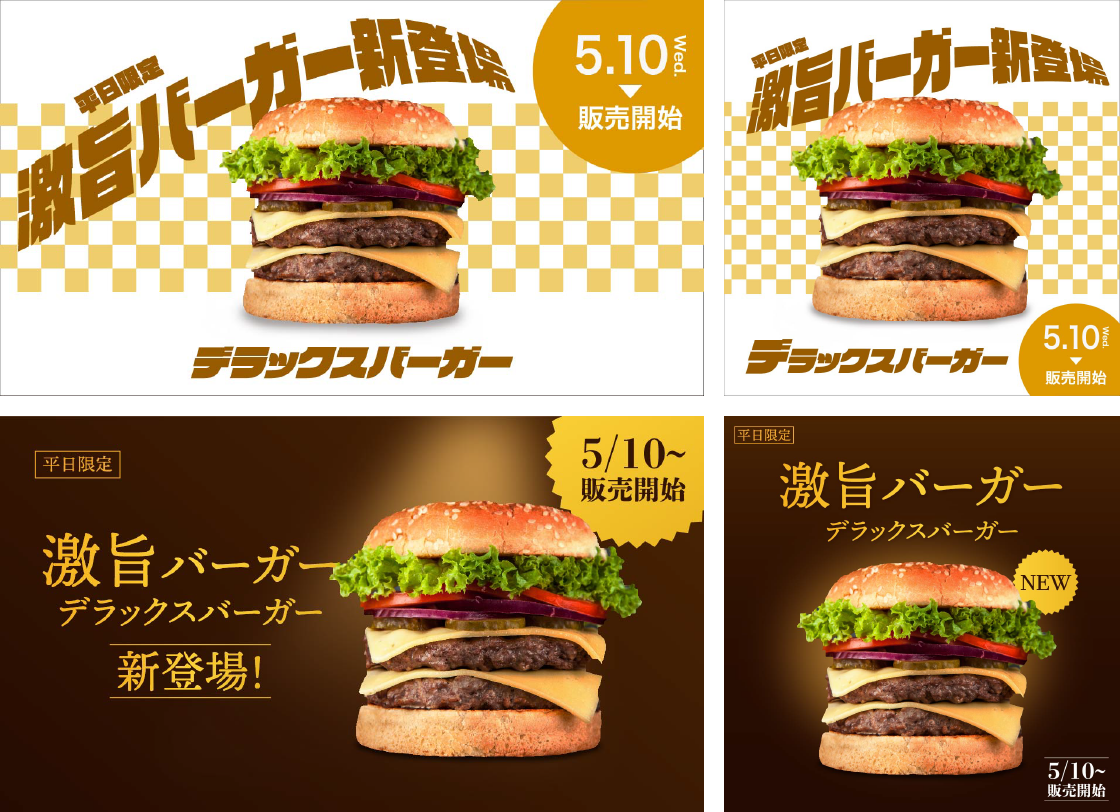 平日限定
激旨バーガー新登場
5.10 Wed.
販売開始
デラックスバーガー
平日限定
激旨バーガー新登場
デラックスバーガー
5.10 Wed.
販売開始
平日限定
5/10~
販売開始
激旨バーガー
デラックスバーガー
新登場!
平日限定
激旨バーガー
デラックスバーガー
NEW
5/10~
販売開始